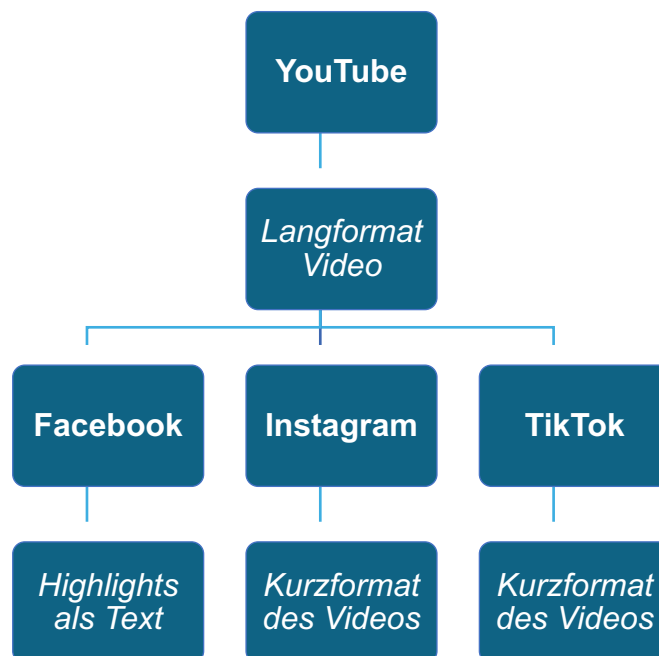 YouTube
Langformat
Video
Facebook
Instagram
TikTok
Highlights
als Text
Kurzformat
des Videos
Kurzformat
des Videos